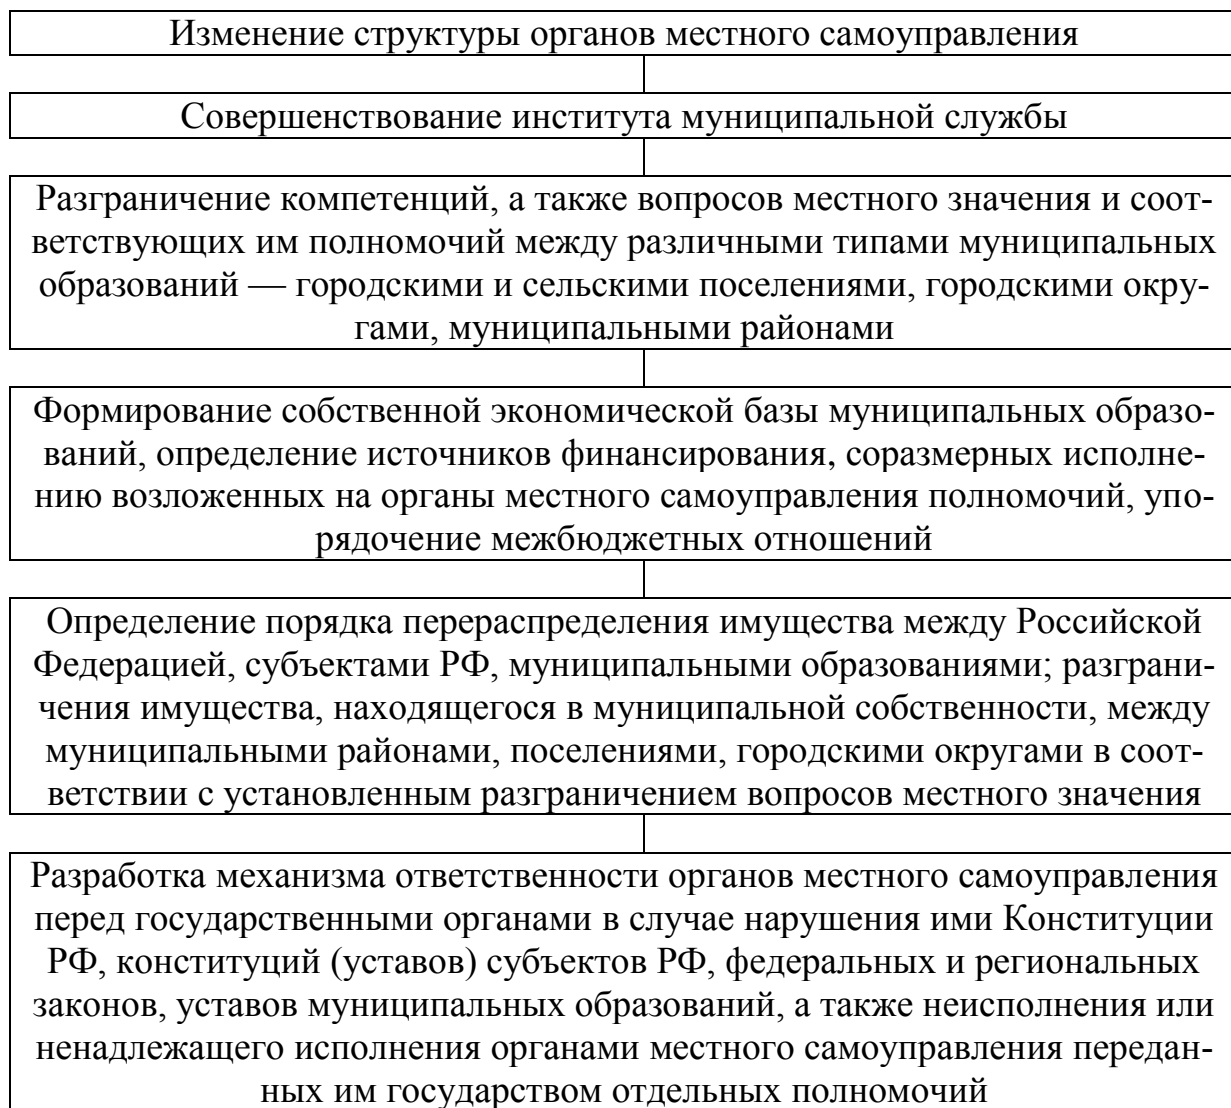 Изменение структуры органов местного самоуправления
Совершенствование института муниципальной службы
Разграничение компетенций, а также вопросов местного значения и соот-
ветствующих им полномочий между различными типами муниципальных
образований — городскими и сельскими поселениями, городскими окру-
гами, муниципальными районами
Формирование собственной экономической базы муниципальных образо-
ваний, определение источников финансирования, соразмерных исполне-
нию возложенных на органы местного самоуправления полномочий, упо-
рядочение межбюджетных отношений
Определение порядка перераспределения имущества между Российской
Федерацией, субъектами РФ, муниципальными образованиями; разграни-
чения имущества, находящегося в муниципальной собственности, между
муниципальными районами, поселениями, городскими округами в соот-
ветствии с установленным разграничением вопросов местного значения
Разработка механизма ответственности органов местного самоуправления
перед государственными органами в случае нарушения ими Конституции
РФ, конституций (уставов) субъектов РФ, федеральных и региональных
законов, уставов муниципальных образований, а также неисполнения или
ненадлежащего исполнения органами местного самоуправления передан-
ных им государством отдельных полномочий